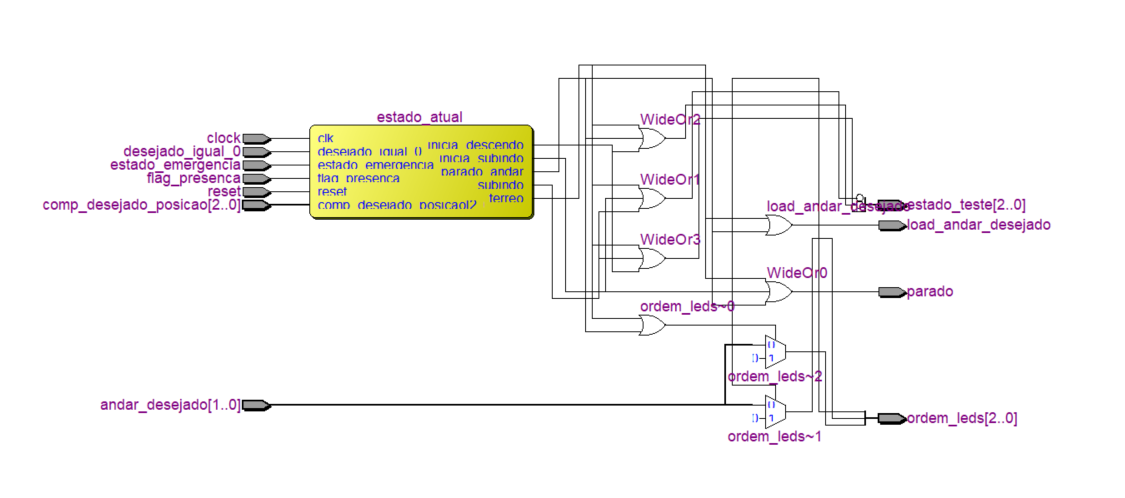 estado_atual
clock
desejado_igual_0
estado_emergencia
flag_presenca
reset
comp_desejado_posicao[2..0]
clk
desejado_igual_0
estado_emergencia
flag_presenca
reset
comp_desejado_posicao[2
inicia_descendo
inicia_subindo
parado_andar
subindo
terreo
WideOr2
WideOr1
WideOr3
ordem_leds~0
load_andar_desejado
WideOr0
estado_teste[2..0]
load_andar_desejado
parado
0
1
ordem_leds~2
andar_desejado[1..0]
0
1
ordem_leds~1
ordem_leds[2..0]